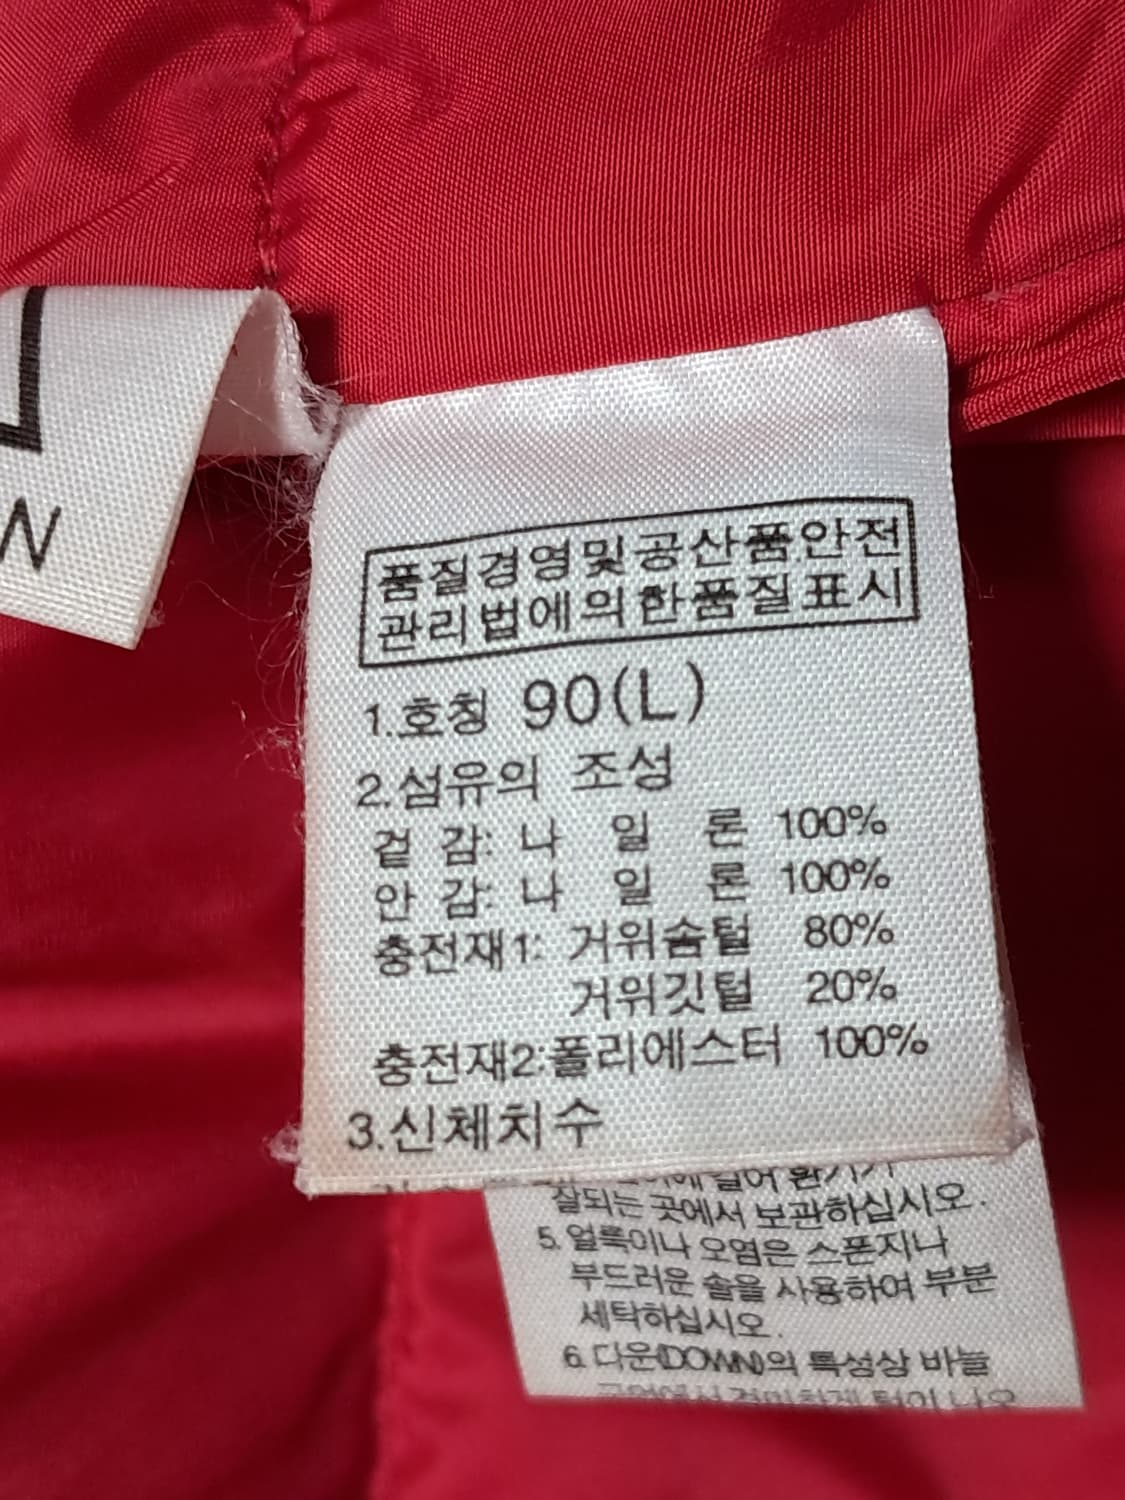 W
품질경영및공산품안전
관리법에의한품질표시
1.호칭 90(L)
2.섬유의 조성
겉 감: 나 일 론 100%
안 감: 나 일 론 100%
충전재1: 거위솜털 80%
거위깃털 20%
충전재2:폴리에스터 100%
3.신체치수
잘되는 곳에서 보관하십시오.
5. 얼룩이나 오염은 스폰지나
부드러운 솔을 사용하여 부분
세탁하십시오.
6. 다운(DOWN)의 특성상 바늘